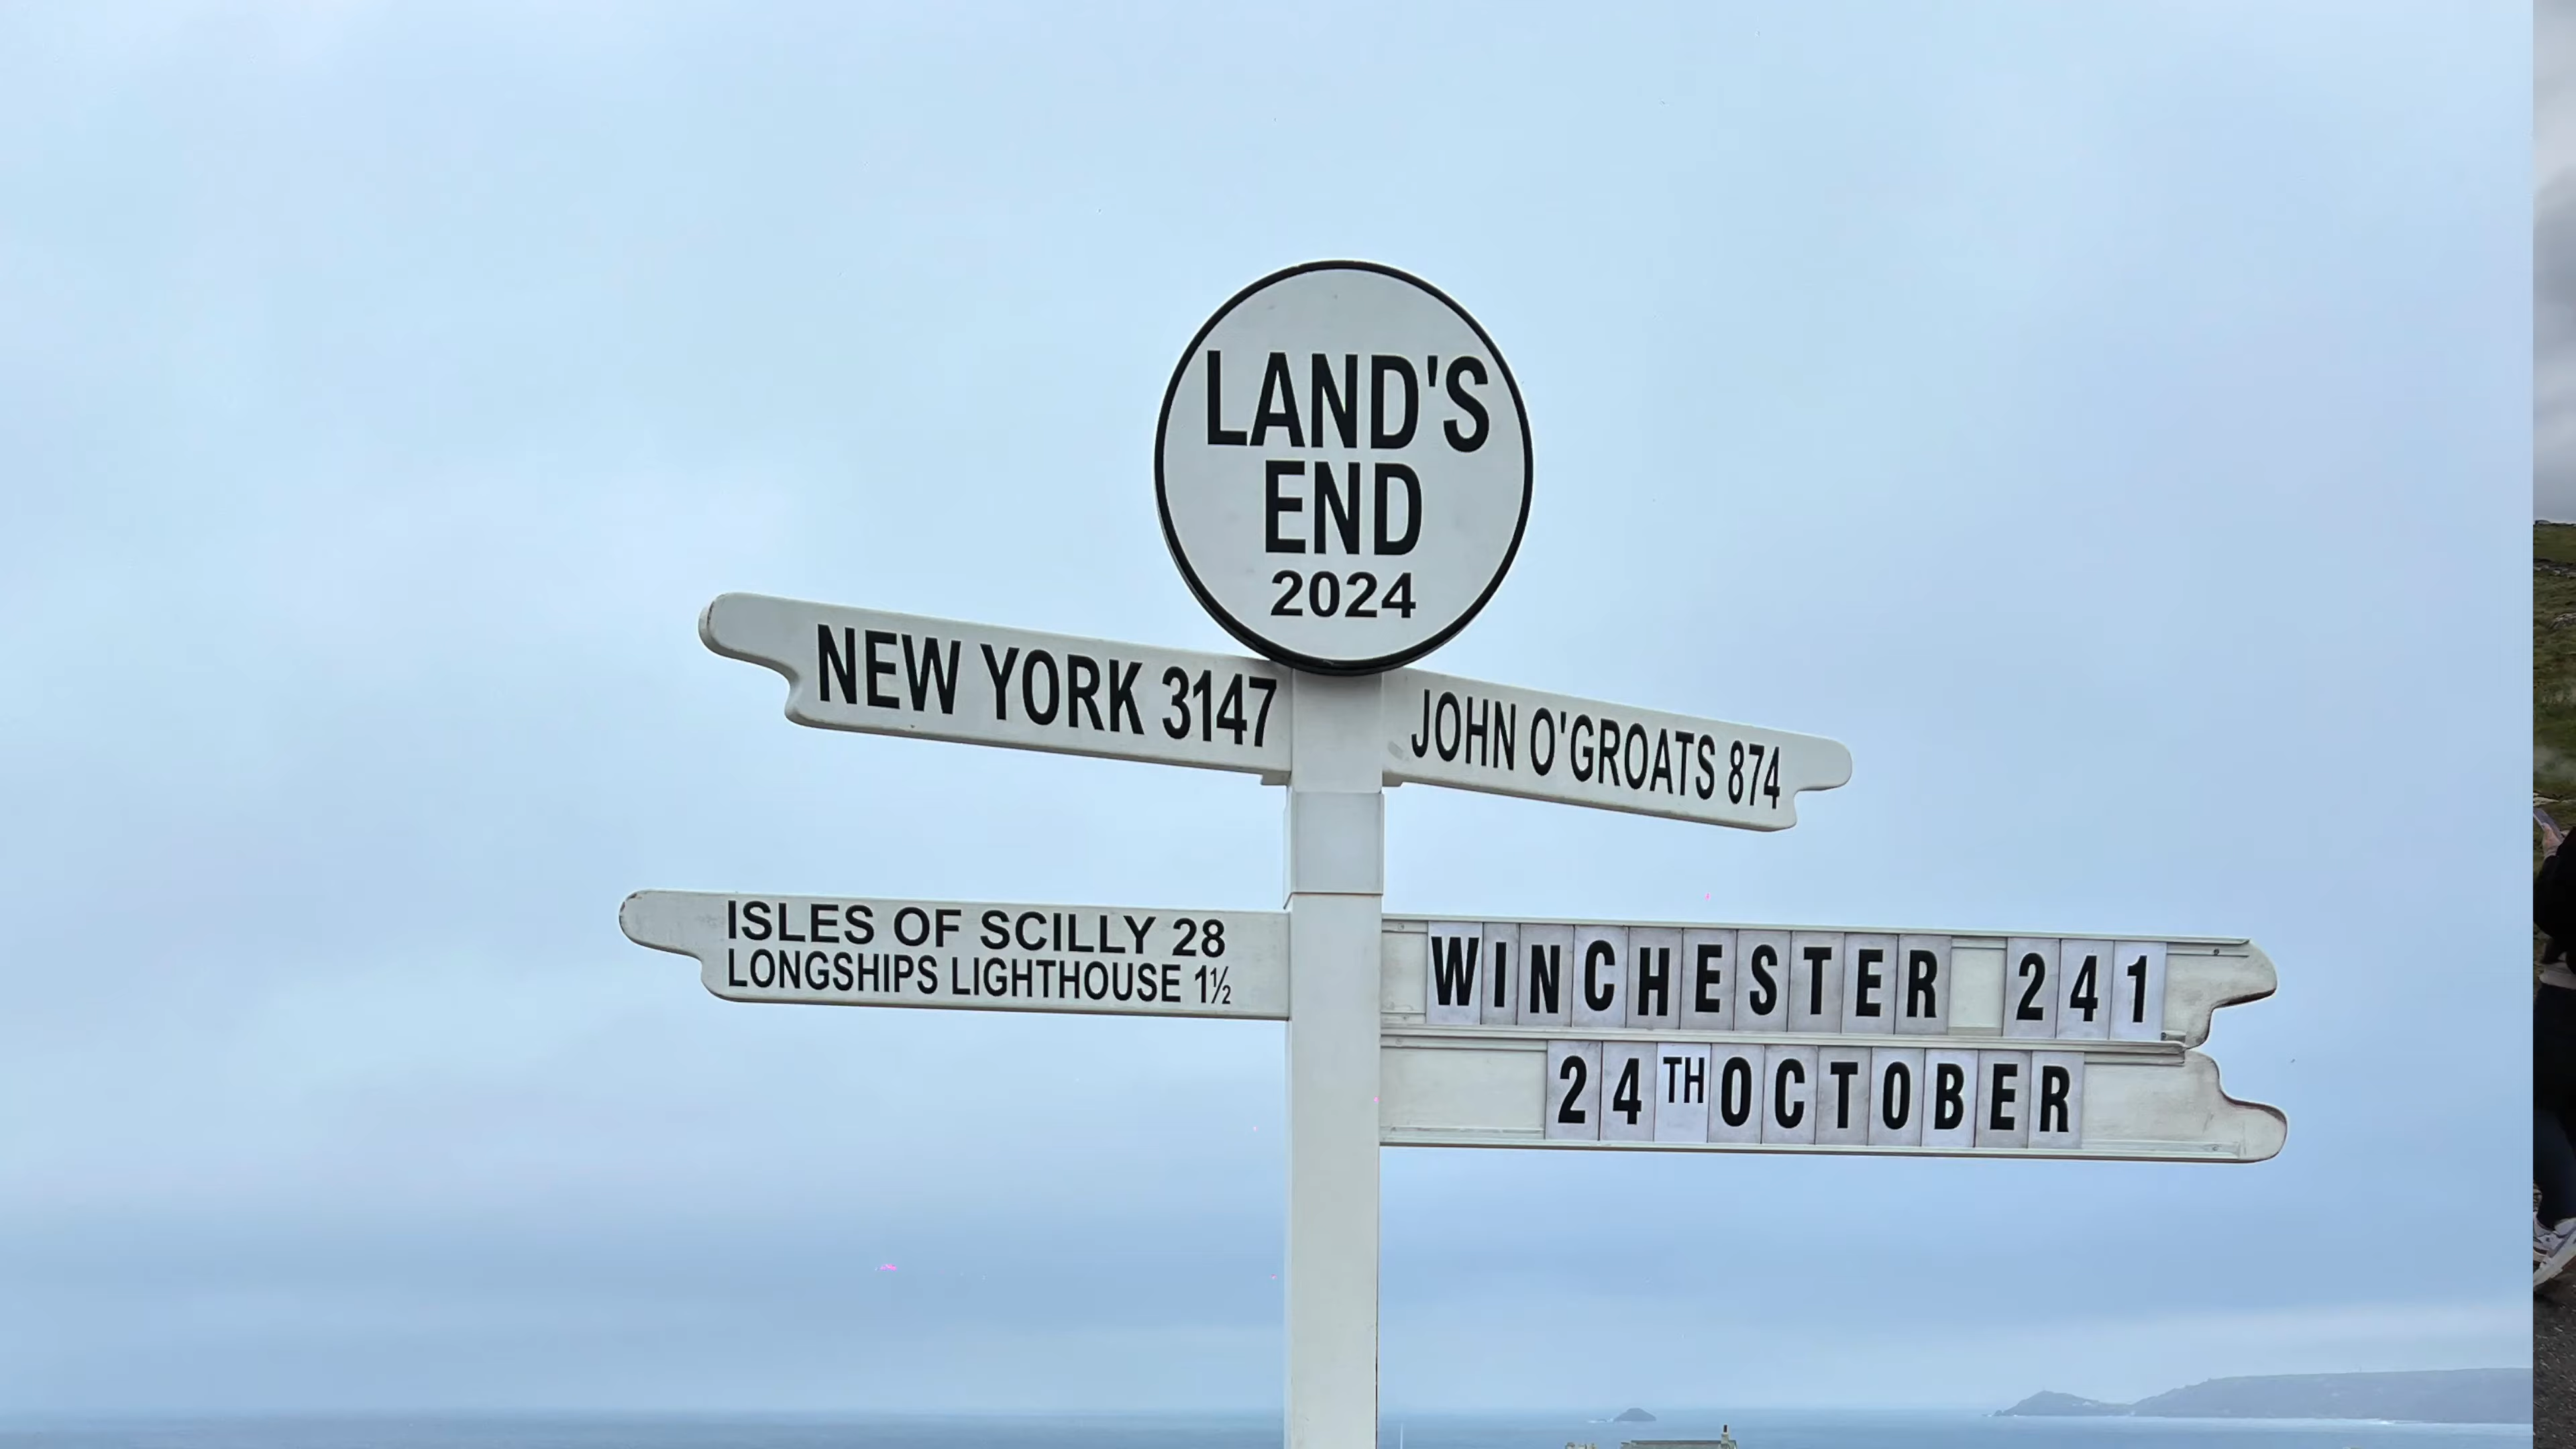 LAND'S
END
2024
NEW YORK 3147
JOHN O'GROATS 874
ISLES OF SCILLY 28
LONGSHIPS LIGHTHOUSE 1½
WINCHESTER 241
24TH OCTOBER